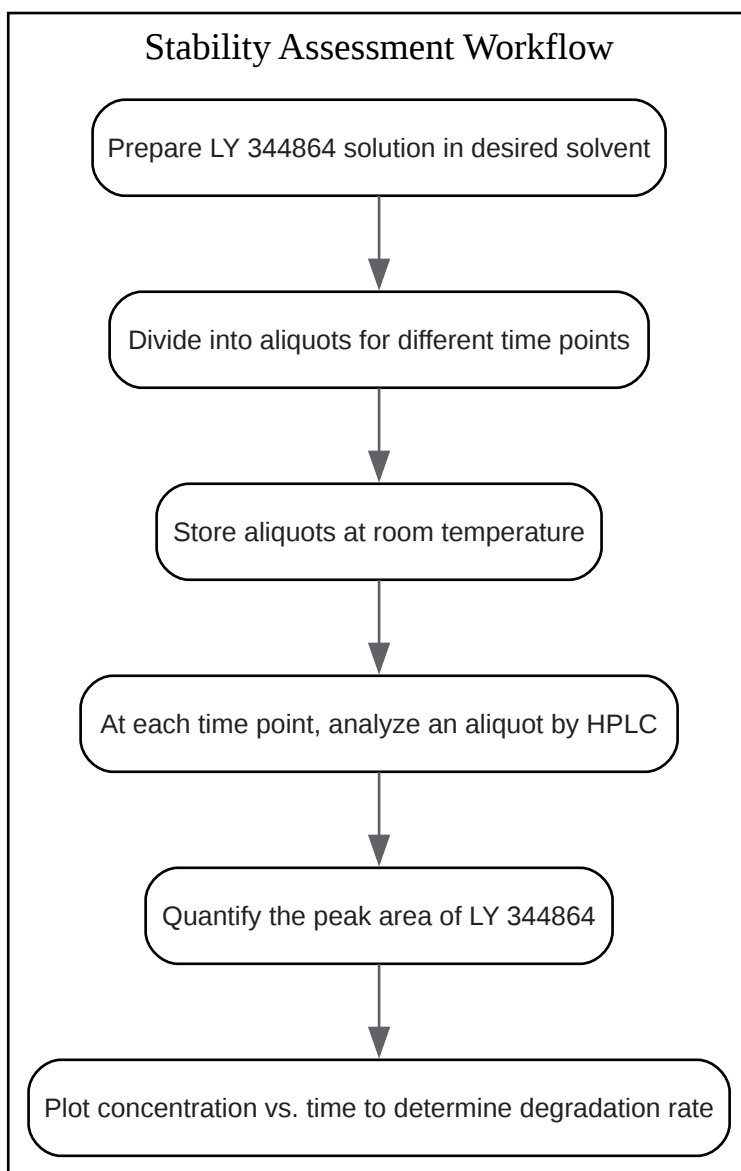 Stability Assessment Workflow
Prepare LY 344864 solution in desired solvent
Divide into aliquots for different time points
Store aliquots at room temperature
At each time point, analyze an aliquot by HPLC
Quantify the peak area of LY 344864
Plot concentration vs. time to determine degradation rate